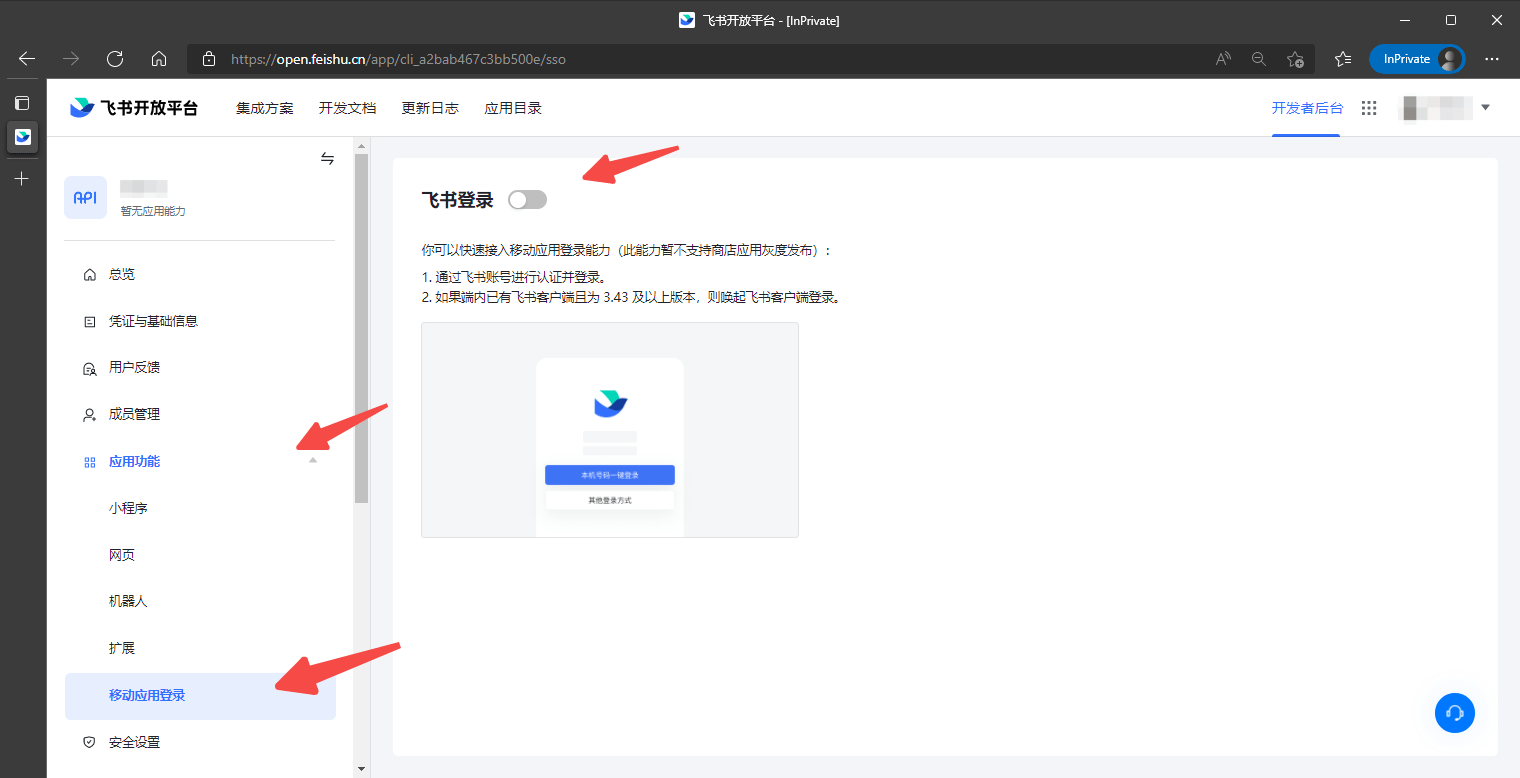 飞书开放平台 - [InPrivate]
https://open.feishu.cn/app/cli_a2bab467c3bb500e/sso
A
InPrivate
飞书开放平台
集成方案
开发文档
更新日志
应用目录
开发者后台
API
暂无应用能力
总览
凭证与基础信息
用户反馈
成员管理
应用功能
小程序
网页
机器人
扩展
移动应用登录
安全设置
飞书登录
你可以快速接入移动应用登录能力（此能力暂不支持商店应用灰度发布）:
1. 通过飞书账号进行认证并登录。
2. 如果端内已有飞书客户端且为 3.43 及以上版本，则唤起飞书客户端登录。
本机号码一键登录
其他登录方式